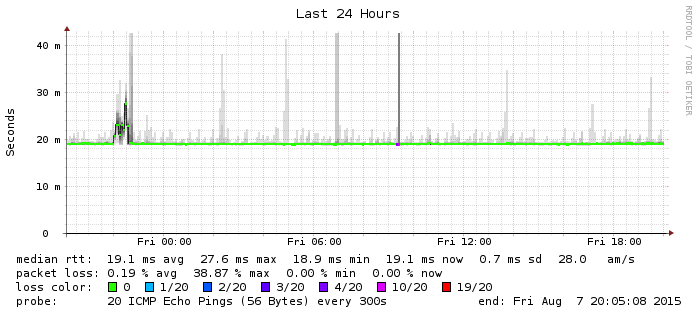 Last 24 Hours
RRDTOOL / TOBI OETIKER
Seconds
40 m
30 m
20 m
10 m
0
Fri 00:00 Fri 06:00 Fri 12:00 Fri 18:00
median rtt: 19.1 ms avg 27.6 ms max 18.9 ms min 19.1 ms now 0.7 ms sd 28.0 am/s
packet loss: 0.19 % avg 38.87 % max 0.00 % min 0.00 % now
loss color: 0 1/20 2/20 3/20 4/20 10/20 19/20
probe: 20 ICMP Echo Pings (56 Bytes) every 300s end: Fri Aug 7 20:05:08 2015